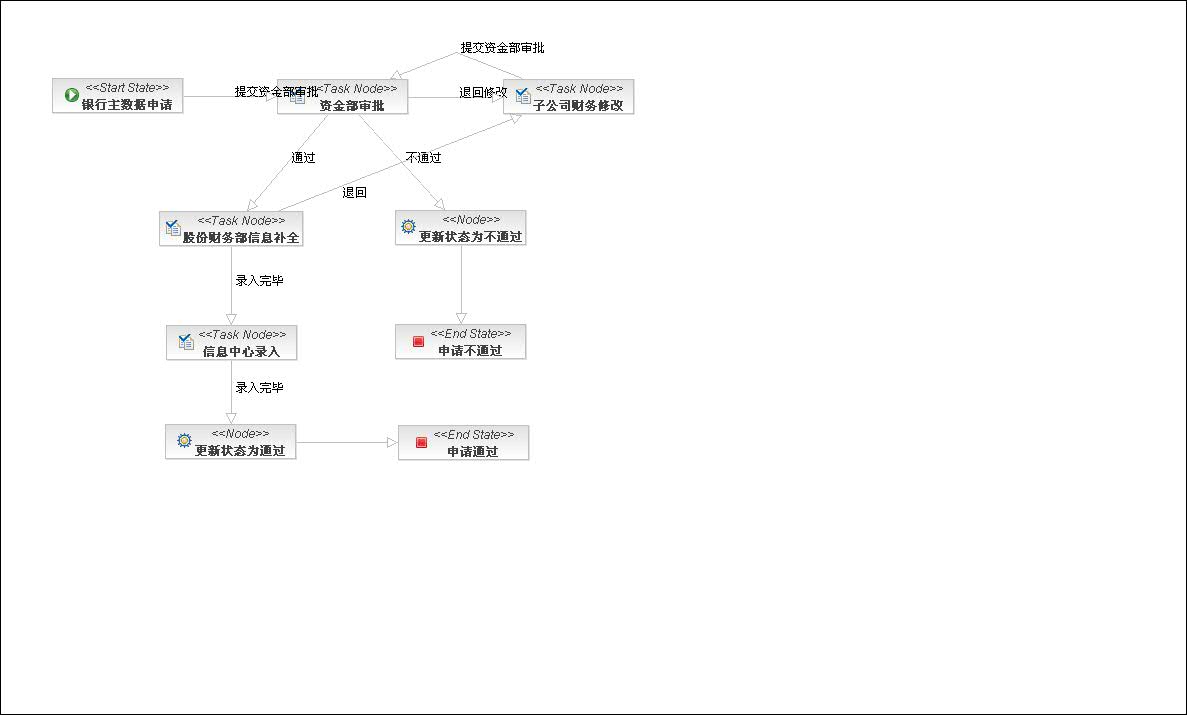 提交资金部审批
<<Start State>>
银行主数据申请
提交资金部审批
<<Task Node>>
资金部审批
退回修改
<<Task Node>>
子公司财务修改
通过
不通过
退回
<<Task Node>>
股份财务部信息补全
<<Node>>
更新状态为不通过
录入完毕
<<Task Node>>
信息中心录入
<<End State>>
申请不通过
录入完毕
<<Node>>
更新状态为通过
<<End State>>
申请通过